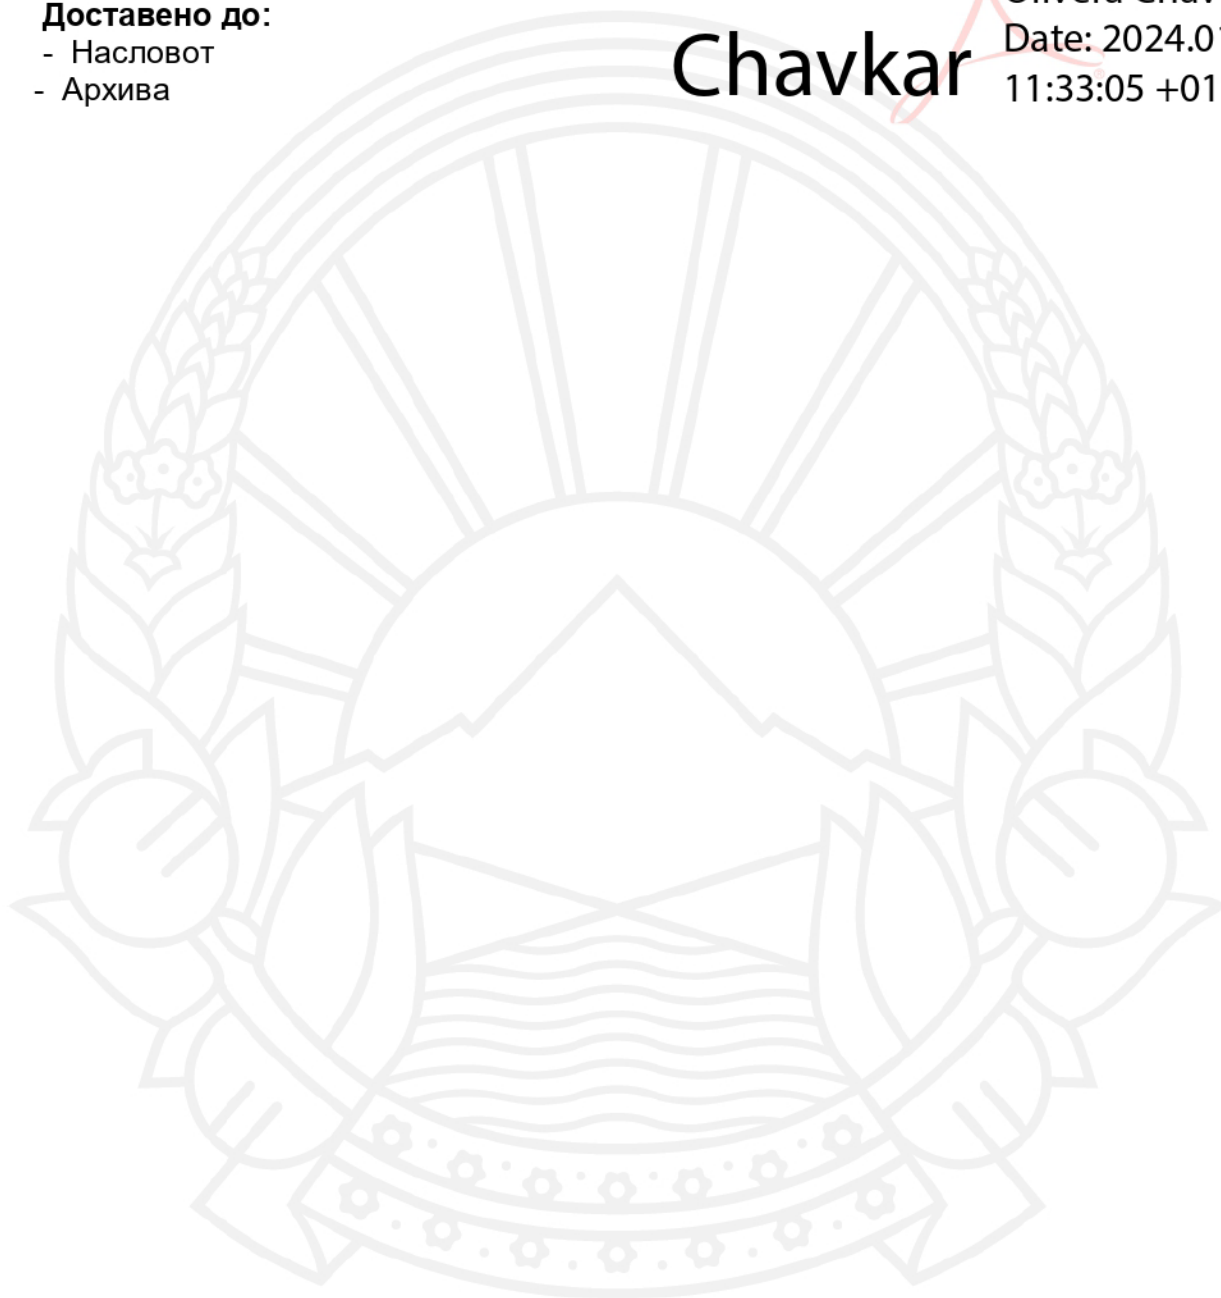 Доставено до:
- Насловот
- Архива
Chavkar
Date: 2024.0
11:33:05 +01